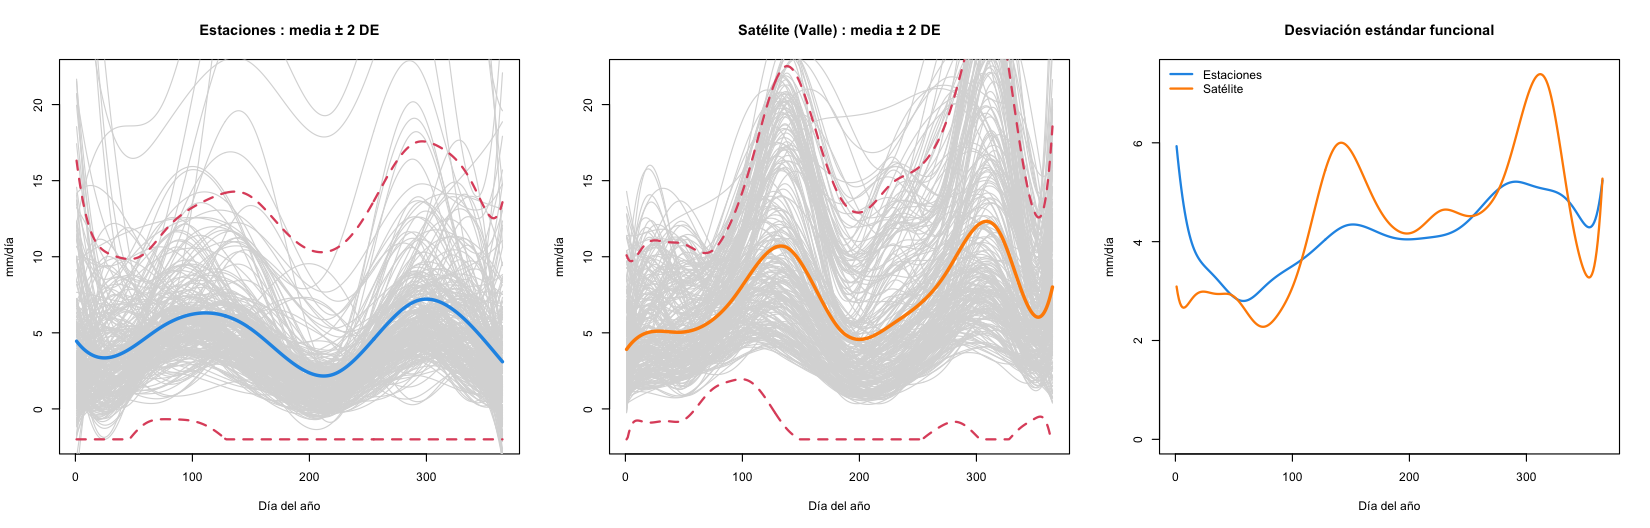 Estaciones : media ± 2 DE
mm/día
20
15
10
5
0
0 100 200 300
Día del año
Satélite (Valle) : media ± 2 DE
mm/día
20
15
10
5
0
0 100 200 300
Día del año
Desviación estándar funcional
Estaciones
Satélite
mm/día
6
4
2
0
0 100 200 300
Día del año